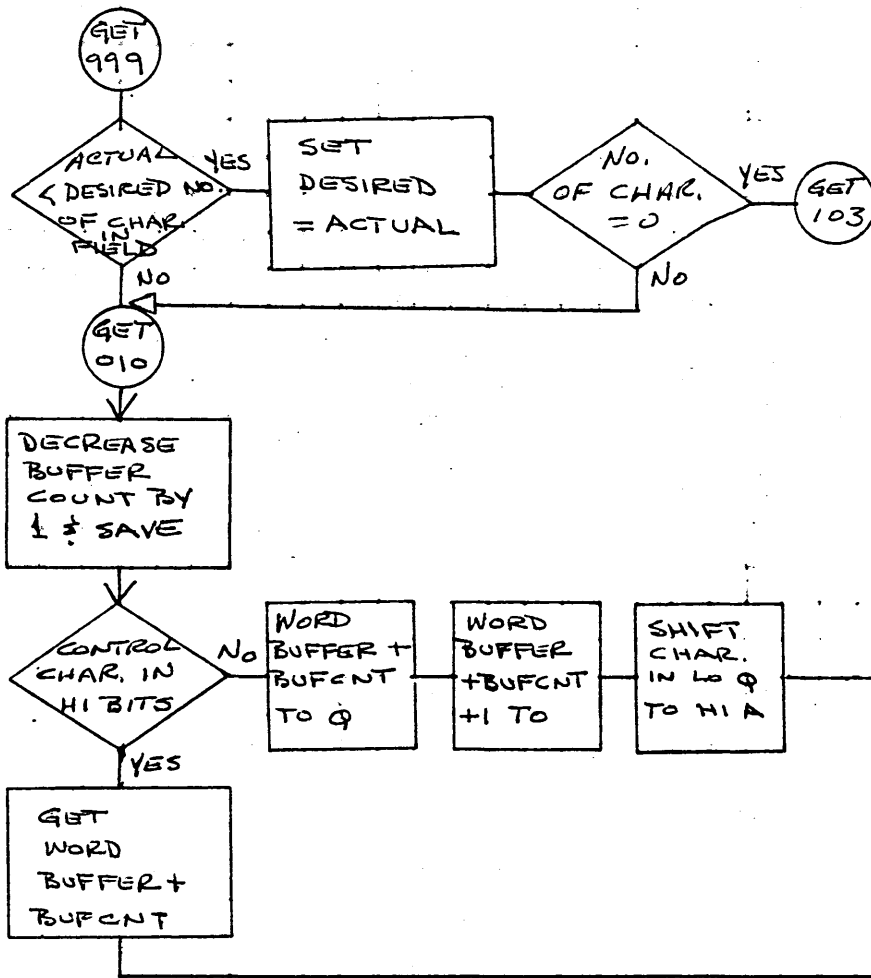 GET
999
ACTUAL
< DESIRED NO.
OF CHAR.
IN
FIELD
YES
SET
DESIRED
= ACTUAL
NO.
OF CHAR.
= 0
YES
GET
103
NO
NO
GET
010
DECREASE
BUFFER
COUNT BY
1 & SAVE
CONTROL
CHAR. IN
HI BITS
NO
WORD
BUFFER +
BUFCNT
TO Q
WORD
BUFFER
+BUFCNT
+1 TO
SHIFT
CHAR.
IN LO Q
TO HI A
YES
GET
WORD
BUFFER +
BUFCNT